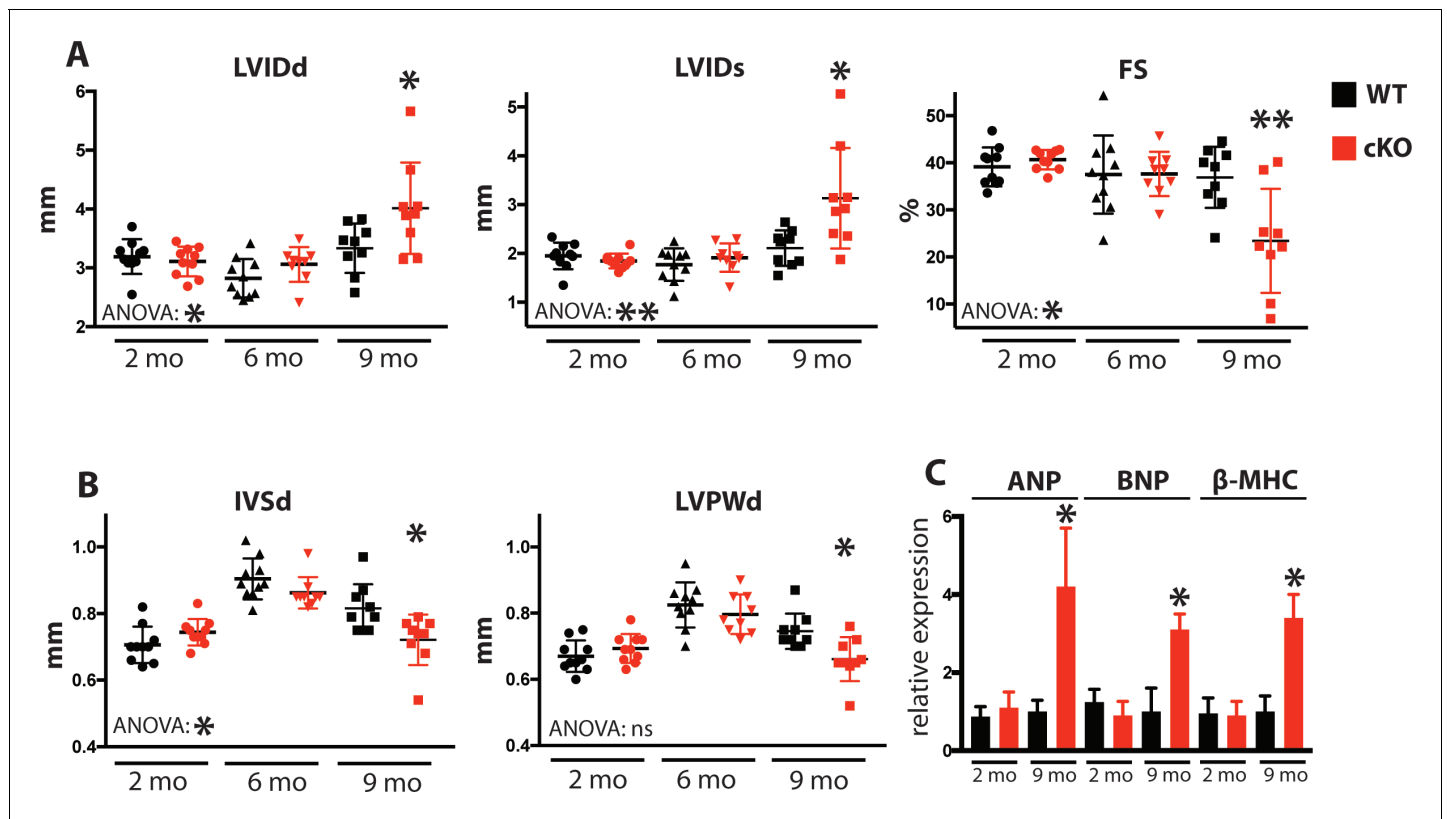 A
LVIDd
LVIDs
FS
WT
cKO
*
*
**
mm
6
5
4
3
2
ANOVA: *
2 mo 6 mo 9 mo
mm
5
4
3
2
1
ANOVA: **
2 mo 6 mo 9 mo
%
50
40
30
20
10
ANOVA: *
2 mo 6 mo 9 mo
B
IVSd
*
mm
1.0
0.8
0.6
0.4
ANOVA: *
2 mo 6 mo 9 mo
LVPWd
*
mm
1.0
0.8
0.6
0.4
ANOVA: ns
2 mo 6 mo 9 mo
C
ANP BNP β-MHC
* * *
relative expression
6
4
2
0
2 mo 9 mo 2 mo 9 mo 2 mo 9 mo